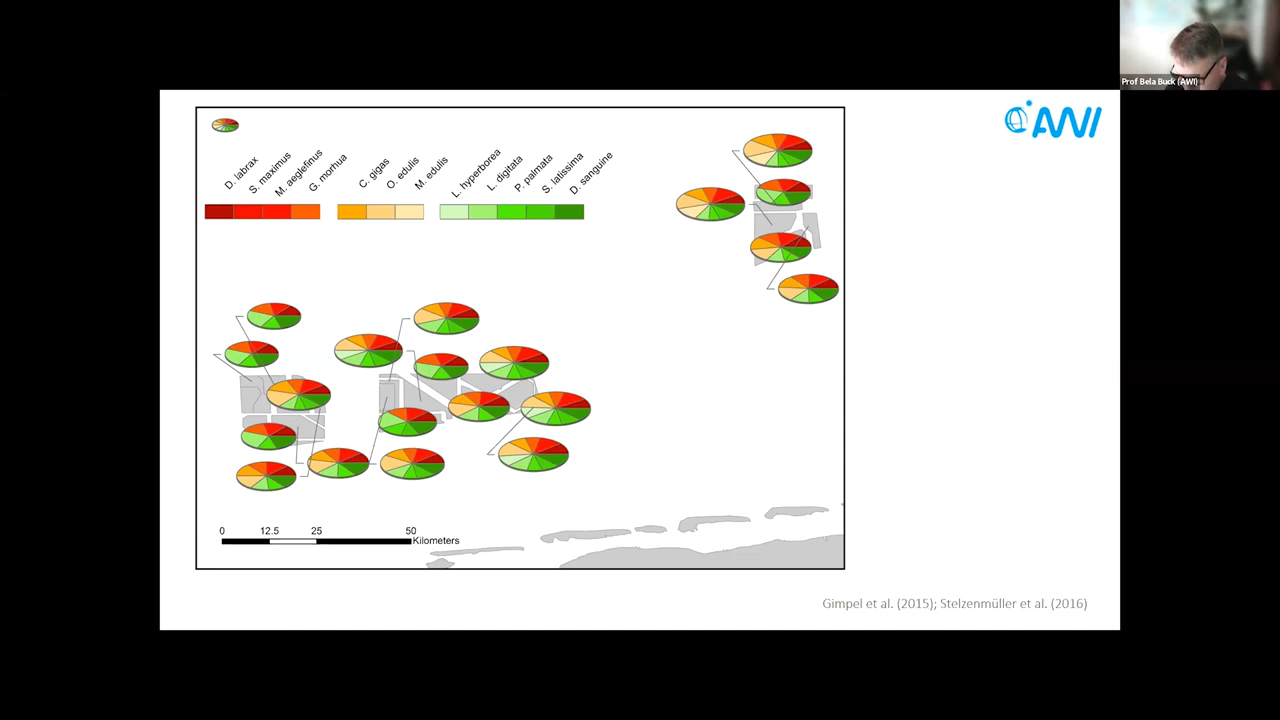 Prof Bela Buck (AWI)
AWI
D. labrax
S. maximus
M. aeglefinus
G. morhua
C. gigas
O. edulis
M. edulis
L. hyperborea
L. digitata
P. palmata
S. latissima
D. sanguine
0 12.5 25 50
Kilometers
Gimpel et al. (2015); Stelzenmüller et al. (2016)